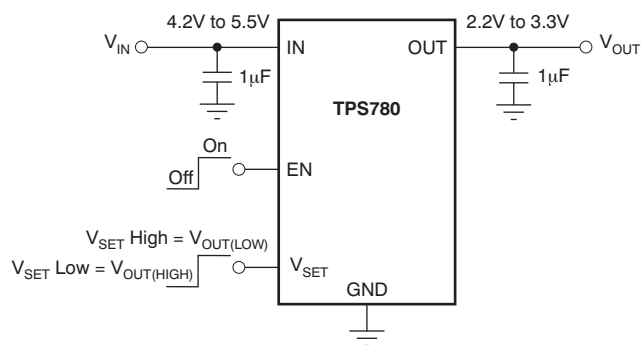 4.2V to 5.5V
2.2V to 3.3V
V_IN
IN
OUT
V_OUT
1μF
1μF
TPS780
On
Off
EN
V_SET High = V_OUT(LOW)
V_SET Low = V_OUT(HIGH)
V_SET
GND